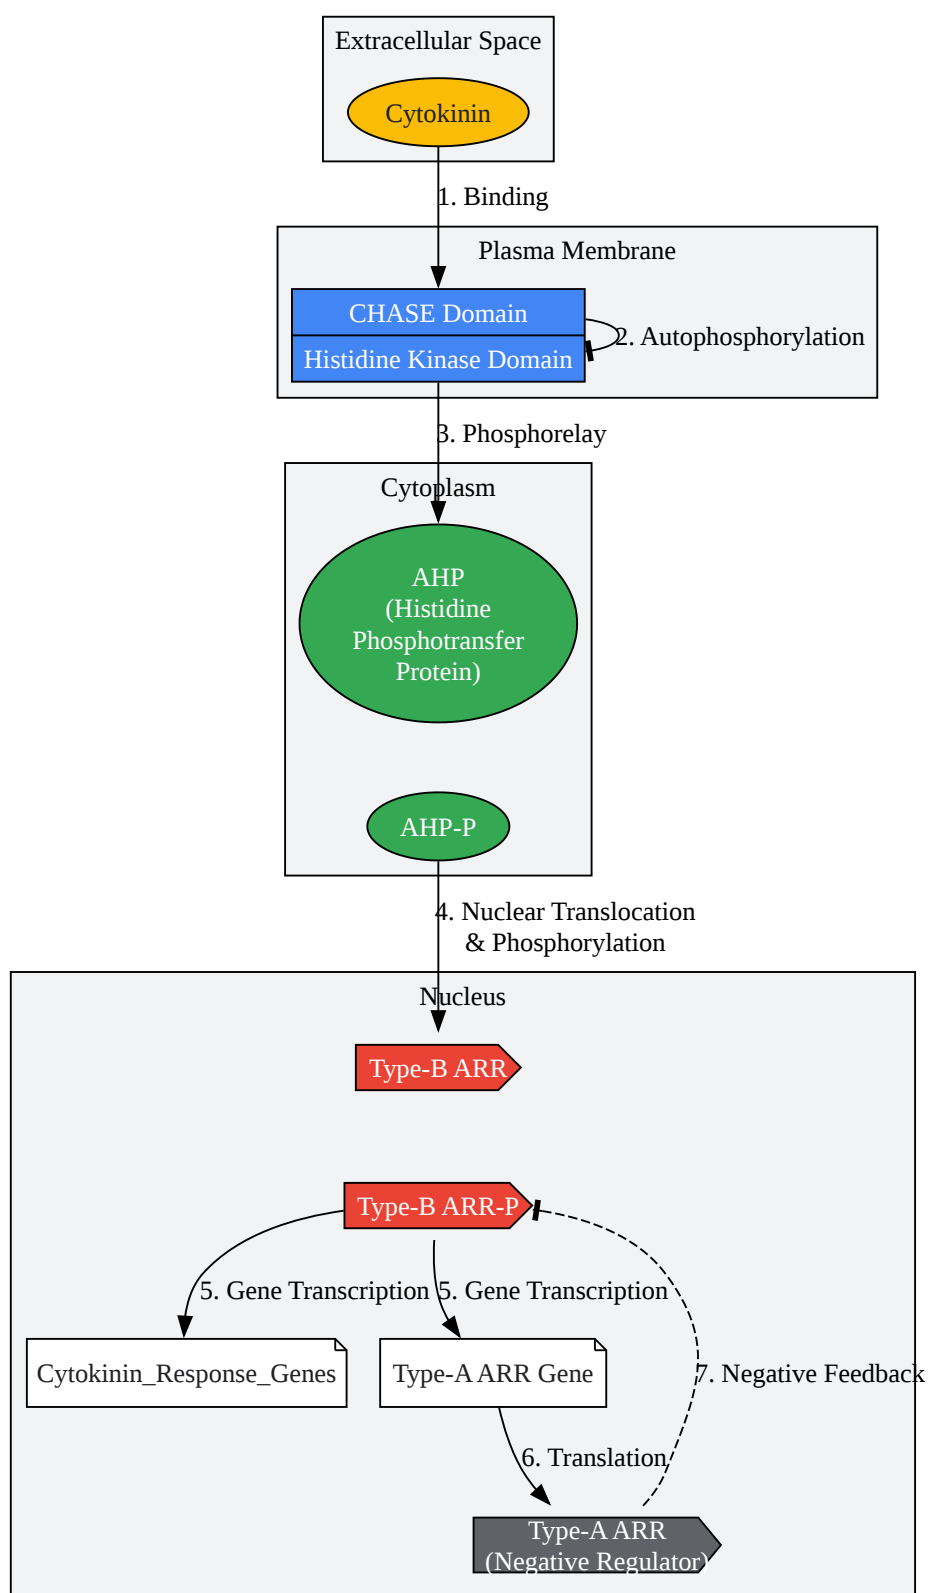 Extracellular Space
Cytokinin
1. Binding
Plasma Membrane
CHASE Domain
Histidine Kinase Domain
2. Autophosphorylation
3. Phosphorelay
Cytoplasm
AHP
(Histidine
Phosphotransfer
Protein)
AHP-P
4. Nuclear Translocation
& Phosphorylation
Nucleus
Type-B ARR
Type-B ARR-P
5. Gene Transcription
5. Gene Transcription
Cytokinin_Response_Genes
Type-A ARR Gene
7. Negative Feedback
6. Translation
Type-A ARR
(Negative Regulator)